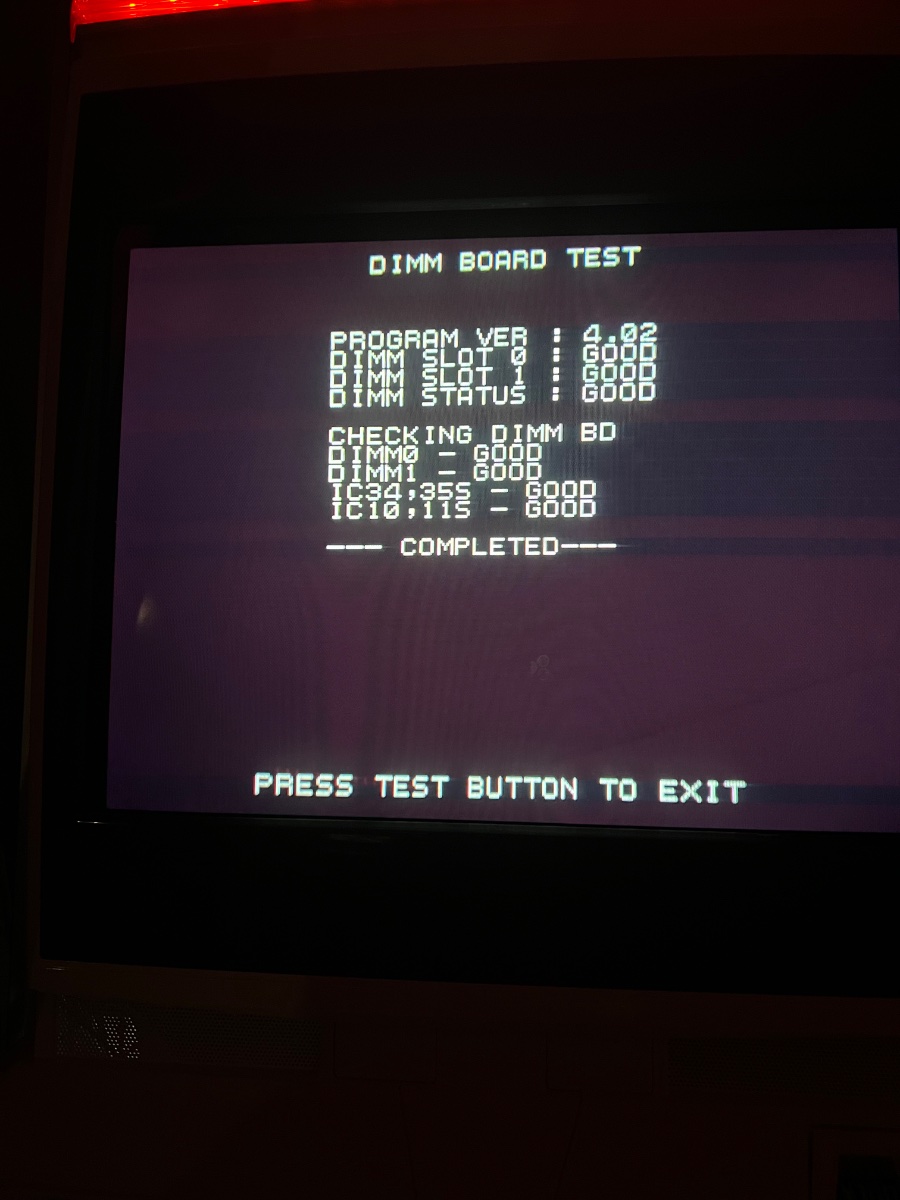 DIMM BOARD TEST
PROGRAM VER : 4.02
DIMM SLOT 0 : GOOD
DIMM SLOT 1 : GOOD
DIMM STATUS : GOOD
CHECKING DIMM BD
DIMM0 - GOOD
DIMM1 - GOOD
IC34,35S - GOOD
IC10,11S - GOOD
--- COMPLETED---
PRESS TEST BUTTON TO EXIT